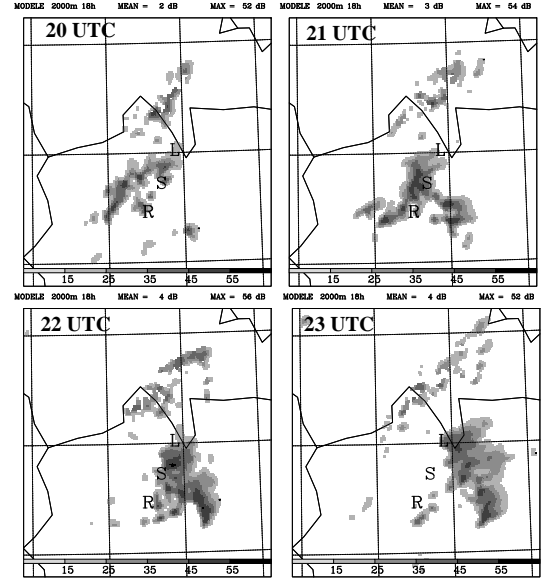 MODELE 2000m 18h MEAN = 2 dB MAX = 52 dB
20 UTC
L
S
R
15 25 35 45 55
MODELE 2000m 18h MEAN = 3 dB MAX = 54 dB
21 UTC
L
S
R
15 25 35 45 55
MODELE 2000m 18h MEAN = 4 dB MAX = 56 dB
22 UTC
L
S
R
15 25 35 45 55
MODELE 2000m 18h MEAN = 4 dB MAX = 52 dB
23 UTC
L
S
R
15 25 35 45 55